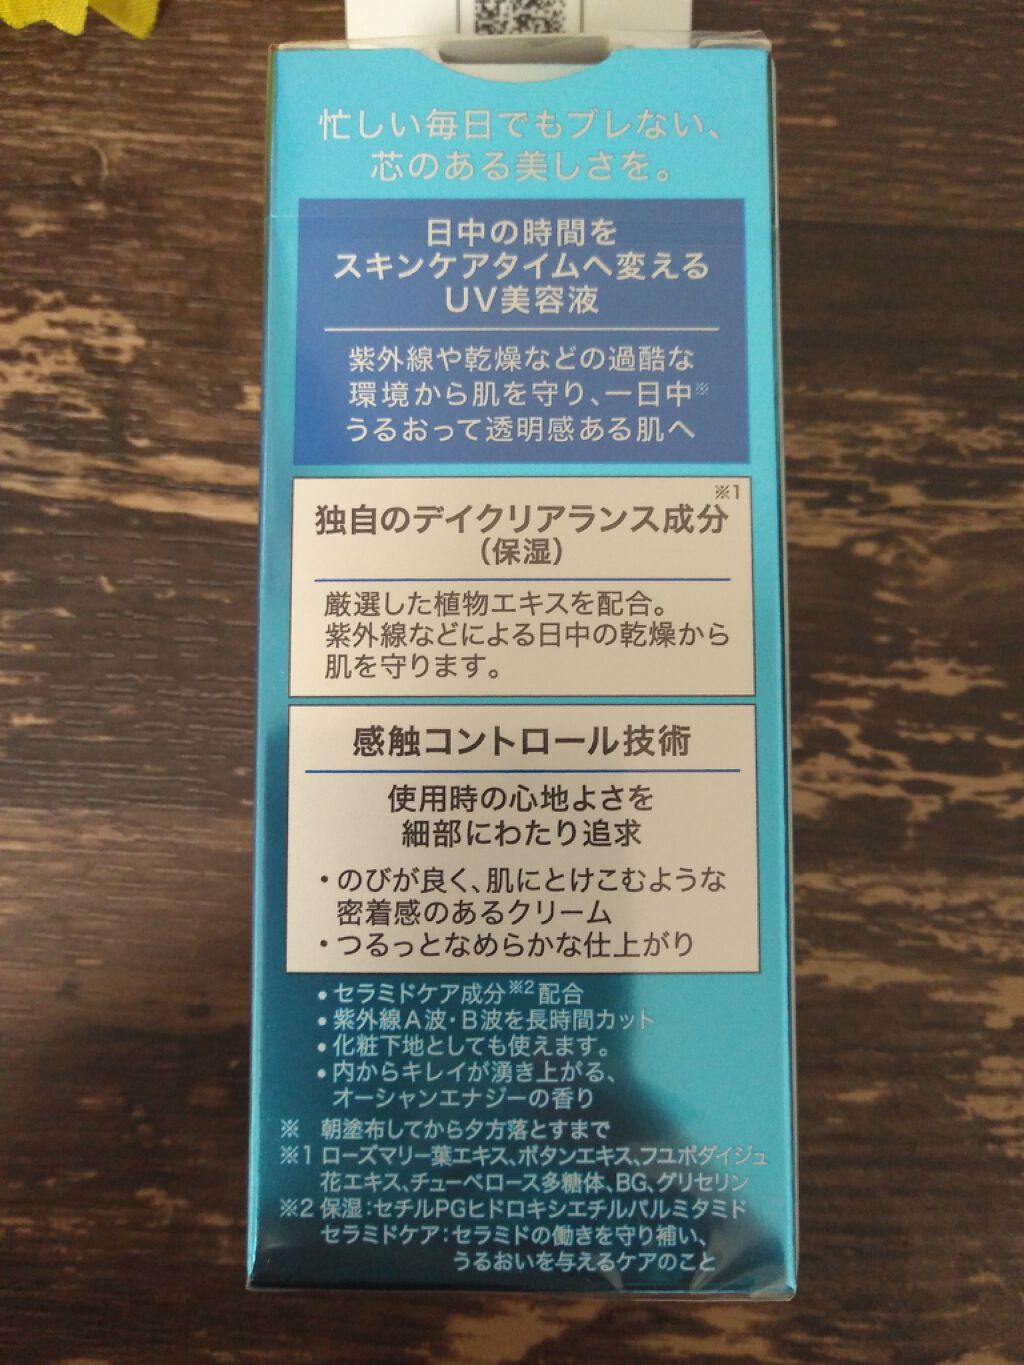 忙しい毎日でもブレない、
芯のある美しさを。
日中の時間を
スキンケアタイムへ変える
UV美容液
紫外線や乾燥などの過酷な
環境から肌を守り、一日中※
うるおって透明感ある肌へ
独自のデイクリアランス成分※1
（保湿）
厳選した植物エキスを配合。
紫外線などによる日中の乾燥から
肌を守ります。
感触コントロール技術
使用時の心地よさを
細部にわたり追求
・のびが良く、肌にとけこむような
密着感のあるクリーム
・つるっとなめらかな仕上がり
•セラミドケア成分※2配合
•紫外線A波・B波を長時間カット
•化粧下地としても使えます。
•内からキレイが湧き上がる、
オーシャンエナジーの香り
※ 朝塗布してから夕方落とすまで
※1 ローズマリー葉エキス、ボタンエキス、フユボダイジュ
花エキス、チューベロース多糖体、BG、グリセリン
※2 保湿：セチルPGヒドロキシエチルパルミタミド
セラミドケア：セラミドの働きを守り補い、
うるおいを与えるケアのこと